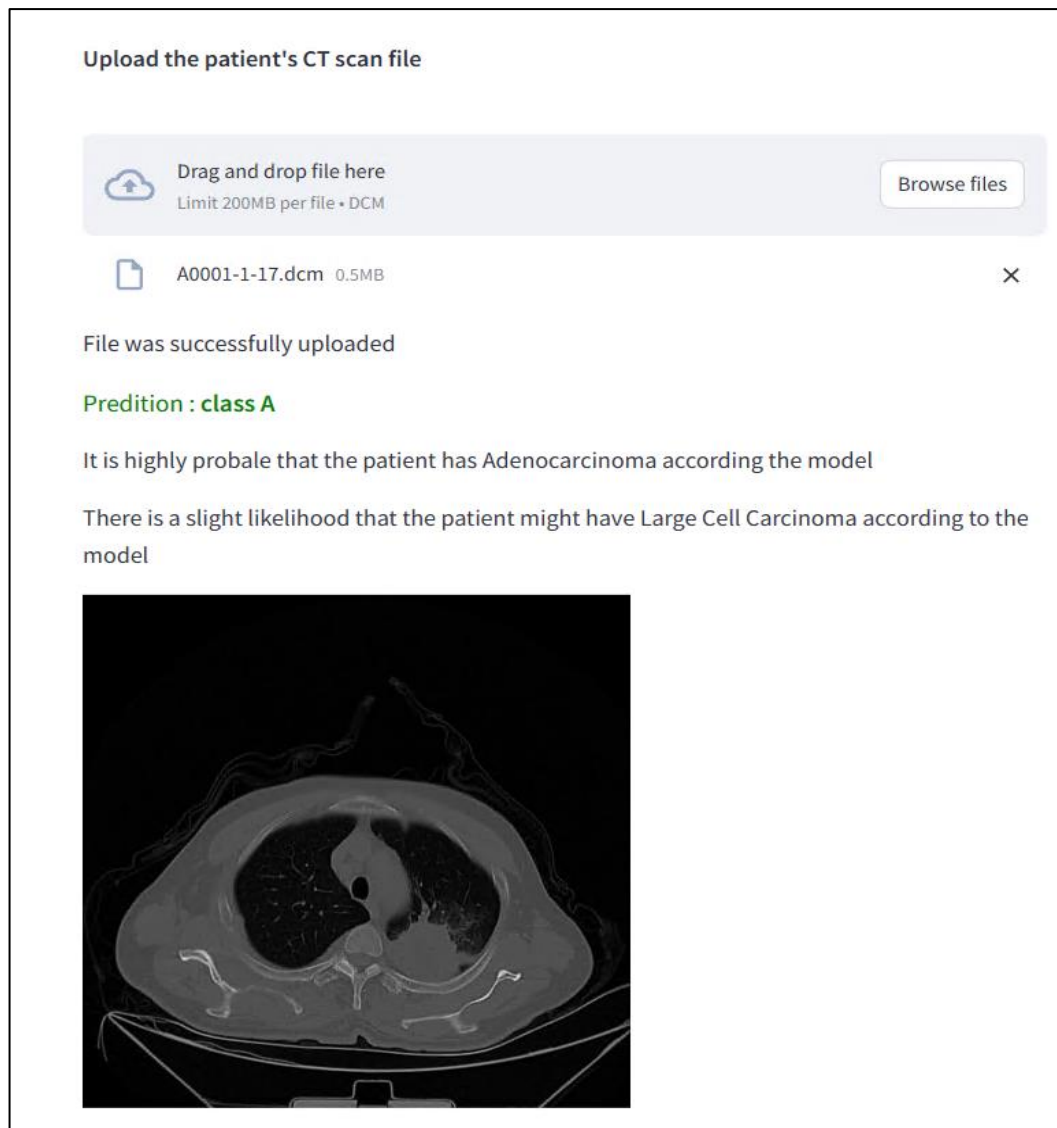 Upload the patient's CT scan file
Drag and drop file here
Limit 200MB per file • DCM
Browse files
A0001-1-17.dcm 0.5MB
File was successfully uploaded
Predition : class A
It is highly probale that the patient has Adenocarcinoma according the model
There is a slight likelihood that the patient might have Large Cell Carcinoma according to the
model